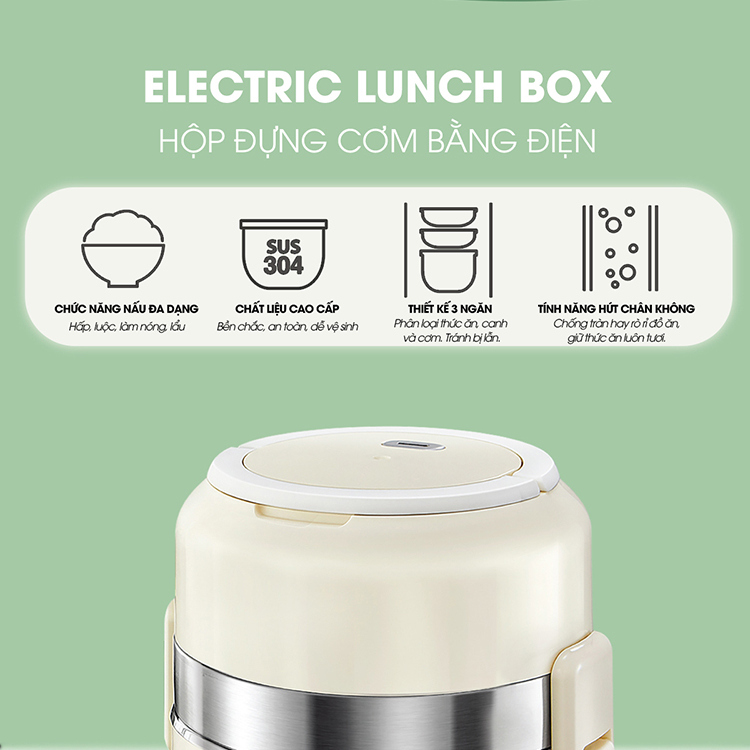 ELECTRIC LUNCH BOX
HỘP ĐỰNG CƠM BẰNG ĐIỆN
SUS
304
CHỨC NĂNG NẤU ĐA DẠNG
Hấp, luộc, làm nóng, lẩu
CHẤT LIỆU CAO CẤP
Bền chắc, an toàn, dễ vệ sinh
THIẾT KẾ 3 NGĂN
Phân loại thức ăn, canh
và cơm. Tránh bị lẫn.
TÍNH NĂNG HÚT CHÂN KHÔNG
Chống tràn hay rò rỉ đồ ăn,
giữ thức ăn luôn tươi.